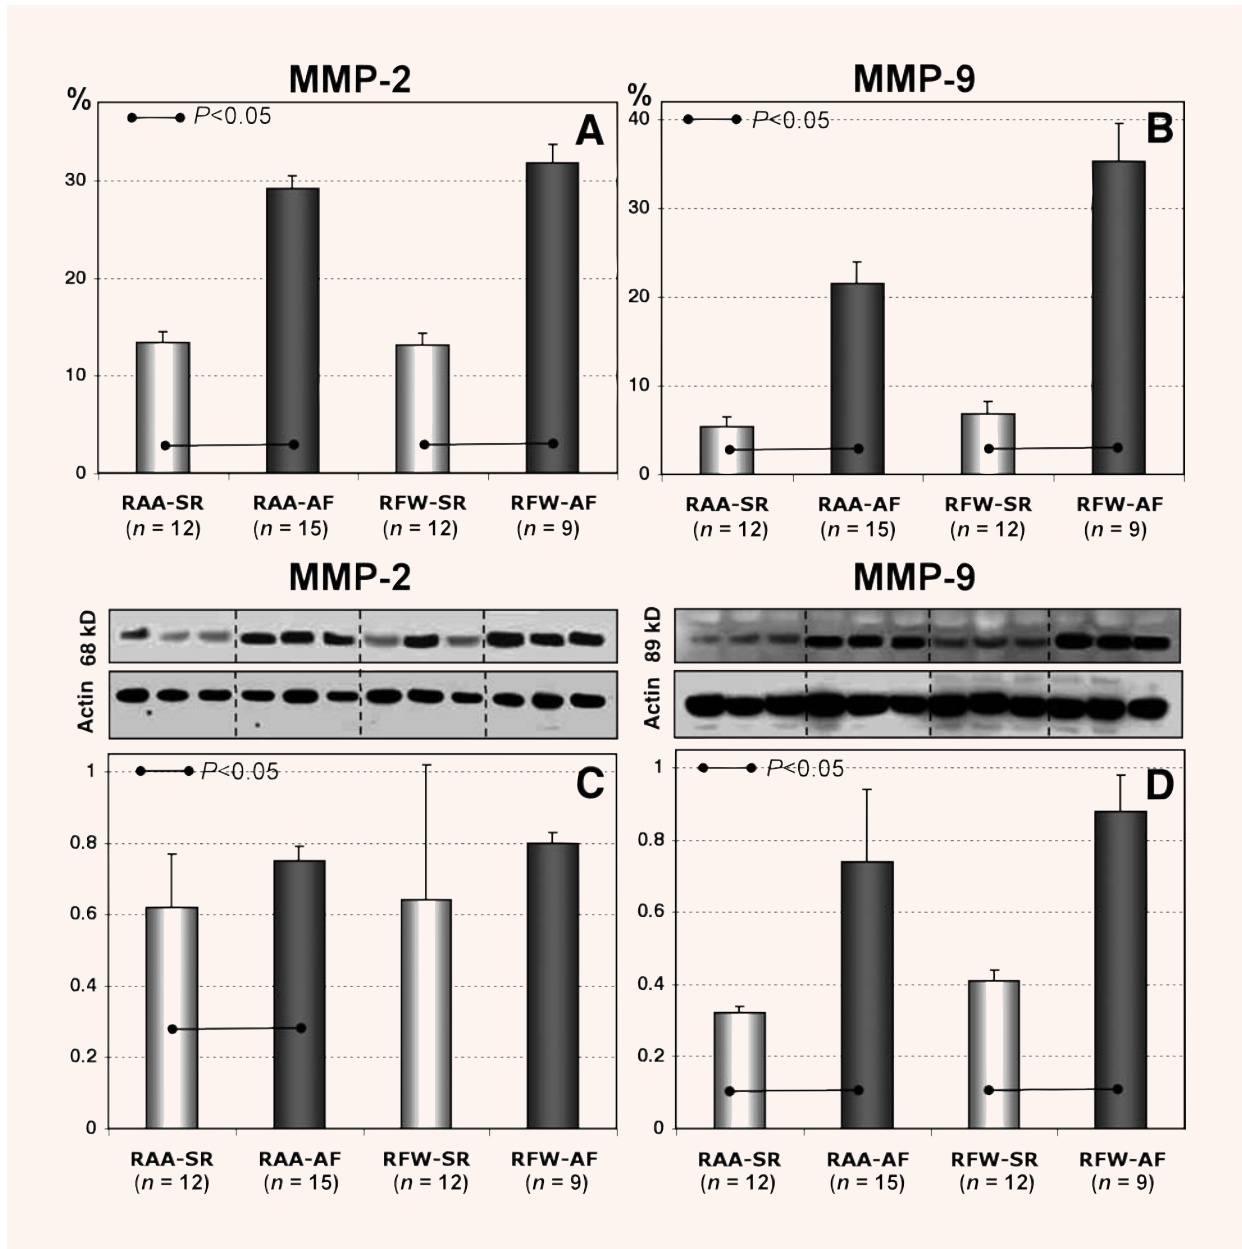 MMP-2
%
P<0.05
A
30
20
10
0
RAA-SR RAA-AF RFW-SR RFW-AF
(n = 12) (n = 15) (n = 12) (n = 9)
MMP-9
%
40
P<0.05
B
30
20
10
0
RAA-SR RAA-AF RFW-SR RFW-AF
(n = 12) (n = 15) (n = 12) (n = 9)
MMP-2
68 kD
Actin
1
P<0.05
C
0.8
0.6
0.4
0.2
0
RAA-SR RAA-AF RFW-SR RFW-AF
(n = 12) (n = 15) (n = 12) (n = 9)
MMP-9
89 kD
Actin
1
P<0.05
D
0.8
0.6
0.4
0.2
0
RAA-SR RAA-AF RFW-SR RFW-AF
(n = 12) (n = 15) (n = 12) (n = 9)